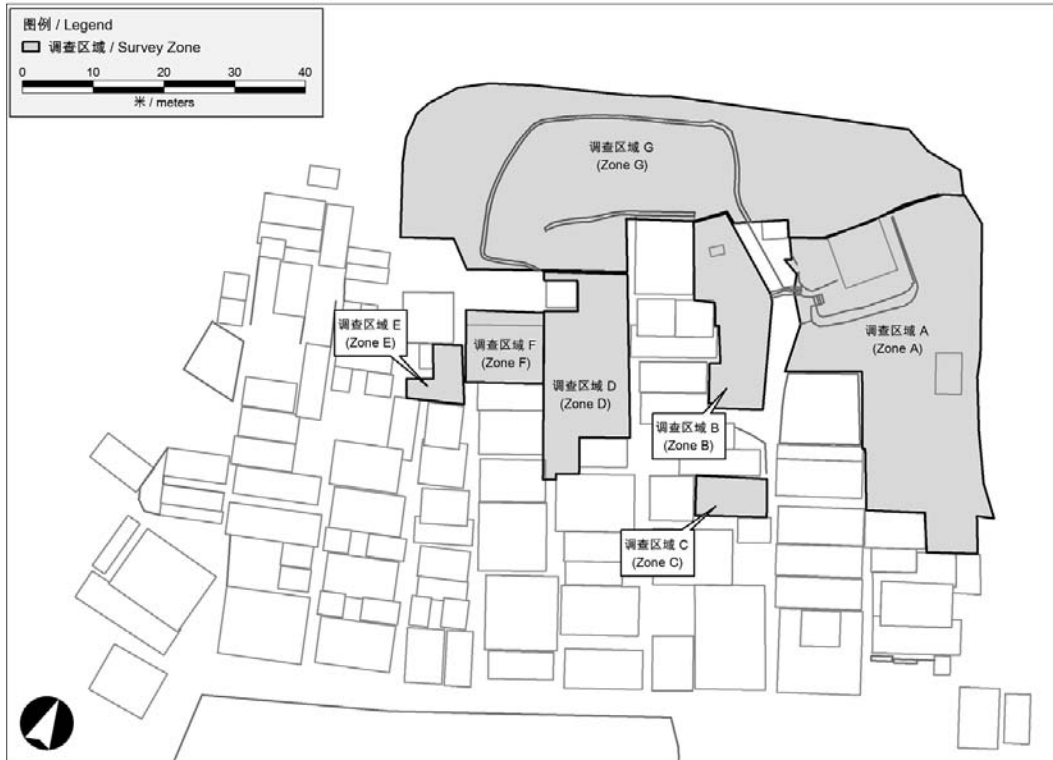 图例 / Legend
调查区域 / Survey Zone
0 10 20 30 40
米 / meters
调查区域 G
(Zone G)
调查区域 E
(Zone E)
调查区域 F
(Zone F)
调查区域 A
(Zone A)
调查区域 D
(Zone D)
调查区域 B
(Zone B)
调查区域 C
(Zone C)